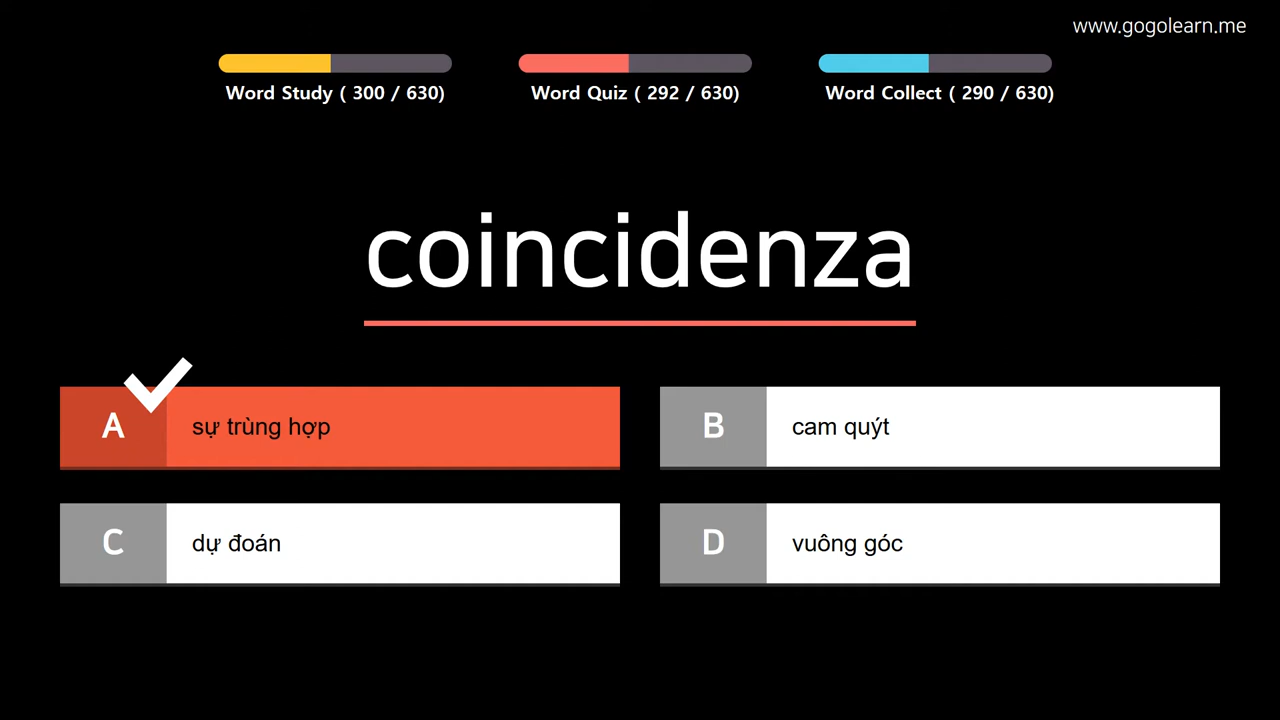 www.gogolearn.me
Word Study ( 300 / 630)
Word Quiz ( 292 / 630)
Word Collect ( 290 / 630)
coincidenza
A sự trùng hợp
B cam quýt
C dự đoán
D vuông góc